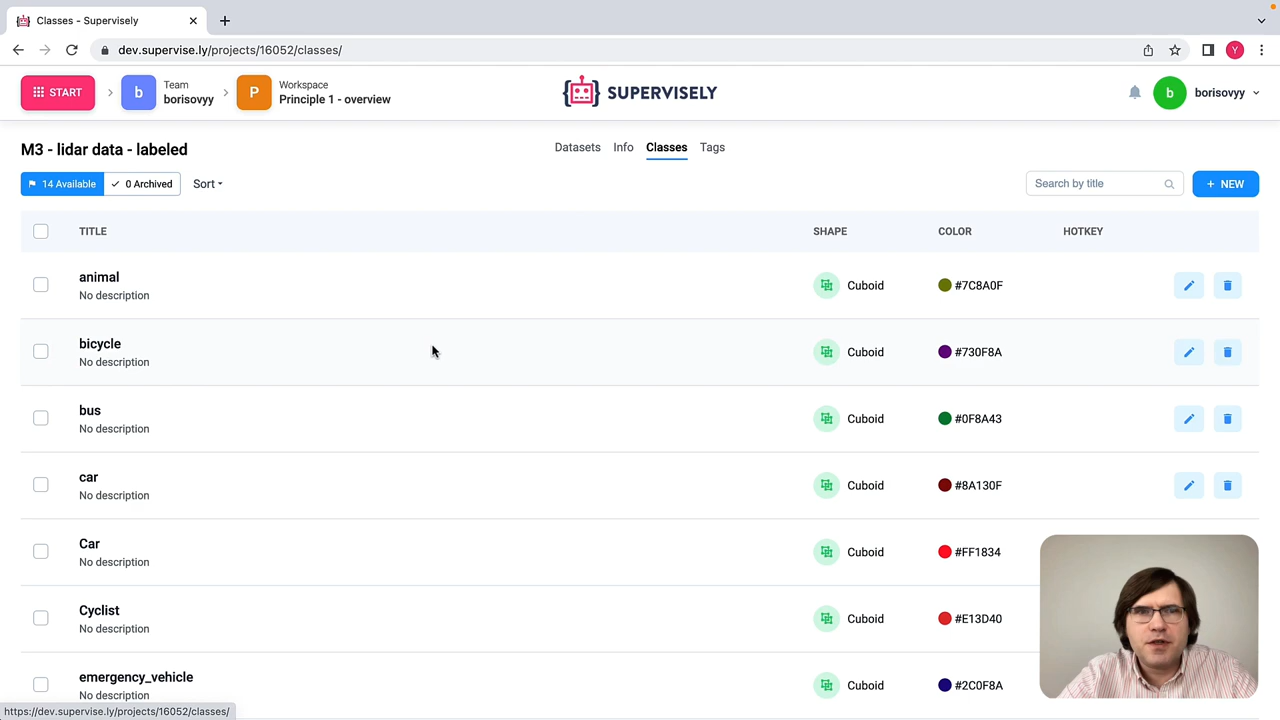 Classes - Supervisely
dev.supervise.ly/projects/16052/classes/
Y
START
b
Team
borisovyy
P
Workspace
Principle 1 - overview
SUPERVISELY
b
borisovyy
M3 - lidar data - labeled
Datasets
Info
Classes
Tags
14 Available
0 Archived
Sort
Search by title
+ NEW
TITLE
SHAPE
COLOR
HOTKEY
animal
No description
Cuboid
#7C8A0F
bicycle
No description
Cuboid
#730F8A
bus
No description
Cuboid
#0F8A43
car
No description
Cuboid
#8A130F
Car
No description
Cuboid
#FF1834
Cyclist
No description
Cuboid
#E13D40
emergency_vehicle
No description
Cuboid
#2C0F8A
https://dev.supervise.ly/projects/16052/classes/